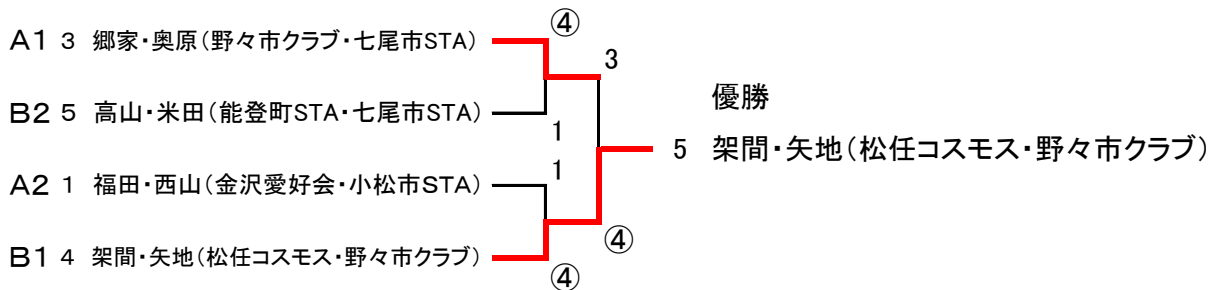 ④
A1 3 郷家・奥原(野々市クラブ・七尾市STA)
3
優勝
B2 5 高山・米田(能登町STA・七尾市STA)
1
5 架間・矢地(松任コスモス・野々市クラブ)
1
A2 1 福田・西山(金沢愛好会・小松市STA)
④
B1 4 架間・矢地(松任コスモス・野々市クラブ)
④